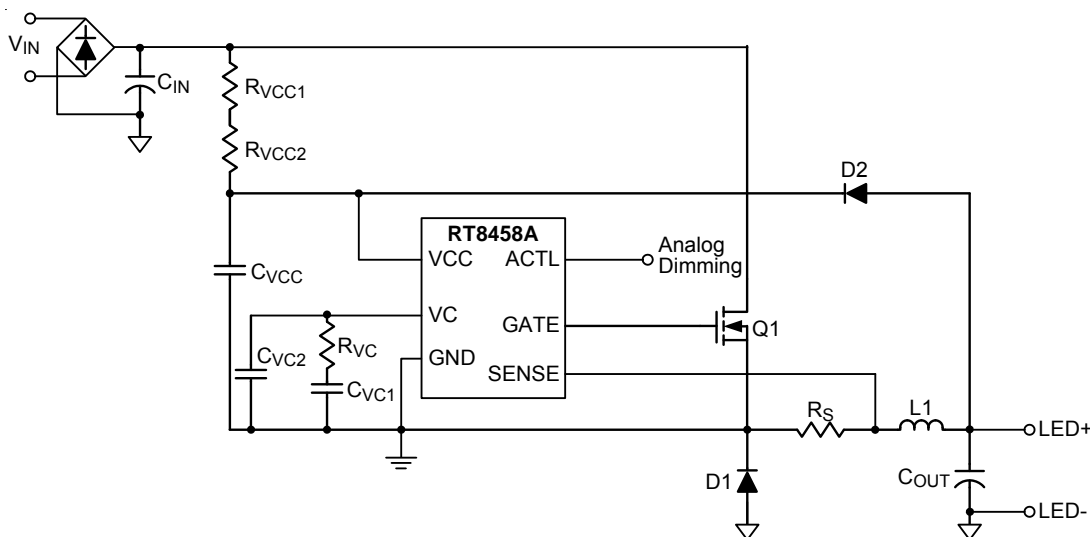 VIN
CIN
RVCC1
RVCC2
D2
RT8458A
VCC
ACTL
Analog
Dimming
CVCC
VC
GATE
Q1
CVC2
RVC
GND
SENSE
CVC1
RS
L1
LED+
D1
COUT
LED-